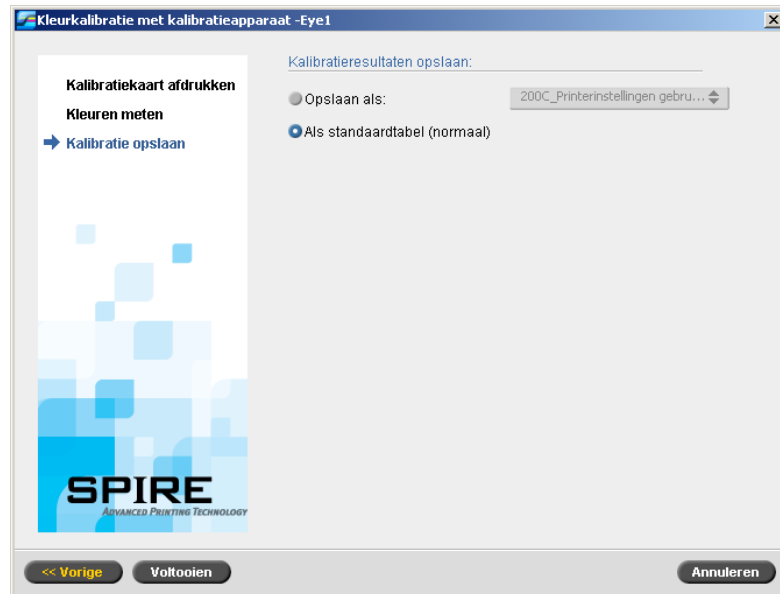 Kleurkalibratie met kalibratieapparaat -Eye1
Kalibratiekaart afdrukken
Kleuren meten
Kalibratie opslaan
SPIRE
ADVANCED PRINTING TECHNOLOGY
Kalibratieresultaten opslaan:
Opslaan als:
200C_Printerinstellingen gebru...
Als standaardtabel (normaal)
<< Vorige
Voltooien
Annuleren